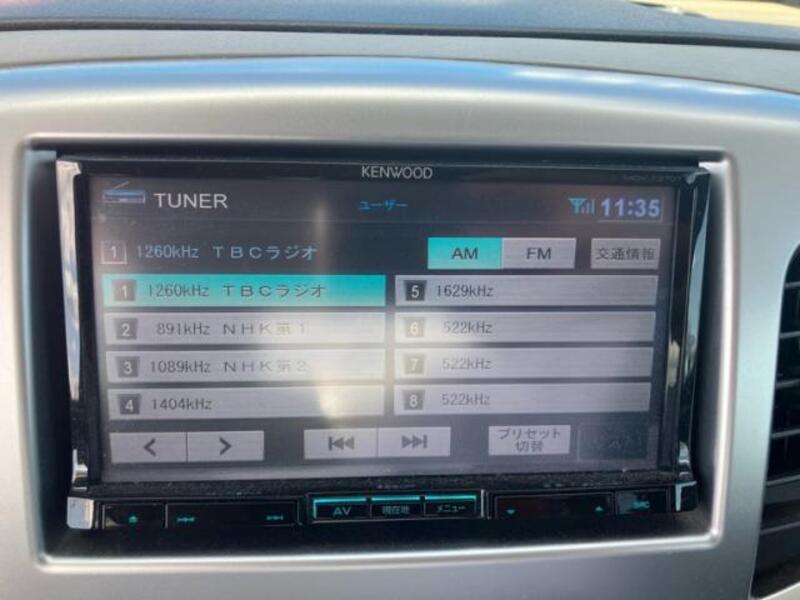 KENWOOD
TUNER
ユーザー
11:35
1 1260kHz TBCラジオ
AM
FM
交通情報
1 1260kHz TBCラジオ
5 1629kHz
2 891kHz NHK第1
6 522kHz
3 1089kHz NHK第2
7 522kHz
4 1404kHz
8 522kHz
プリセット
切替
AV
現在地
メニュー
SRC